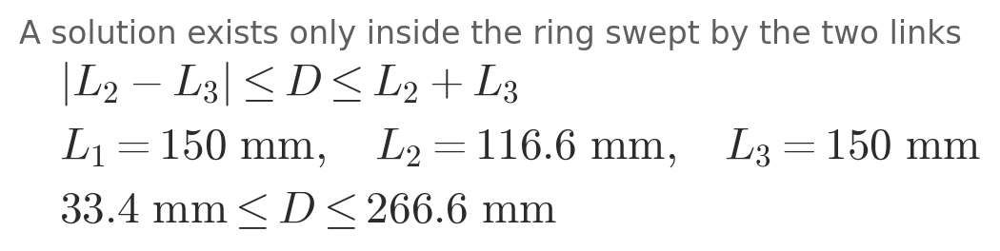 A solution exists only inside the ring swept by the two links
|L₂ − L₃| ≤ D ≤ L₂ + L₃
L₁ = 150 mm, L₂ = 116.6 mm, L₃ = 150 mm
33.4 mm ≤ D ≤ 266.6 mm